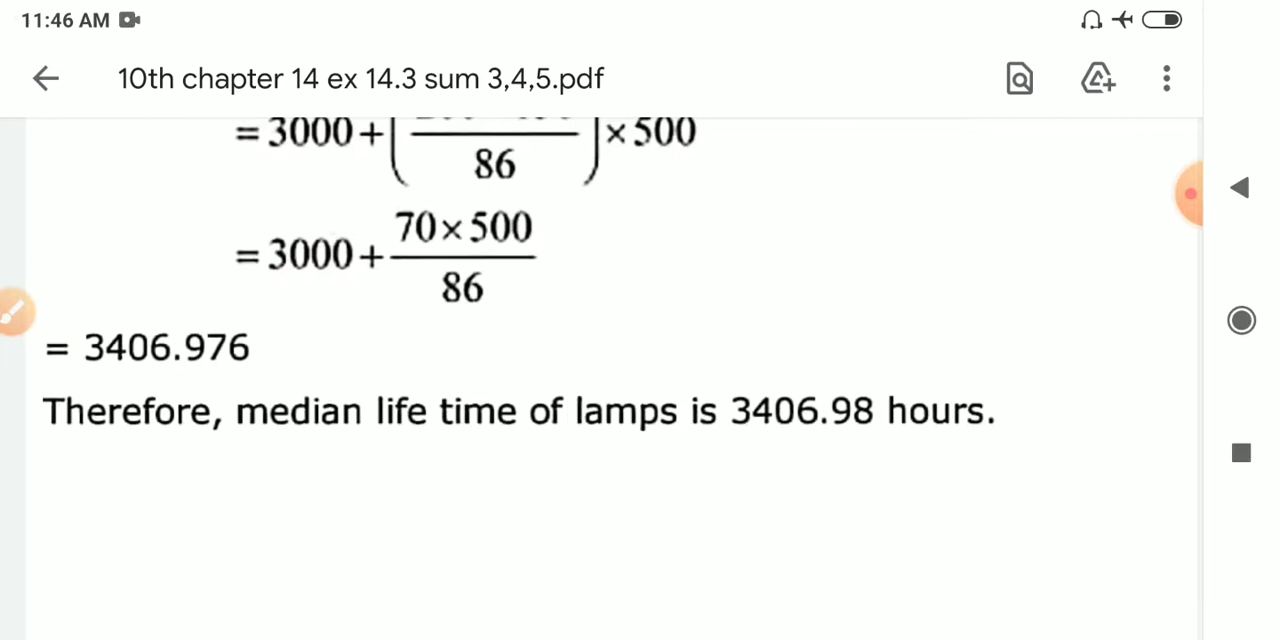 11:46 AM
10th chapter 14 ex 14.3 sum 3,4,5.pdf
= 3000 + ( / 86 ) × 500
= 3000 + 70 × 500 / 86
= 3406.976
Therefore, median life time of lamps is 3406.98 hours.